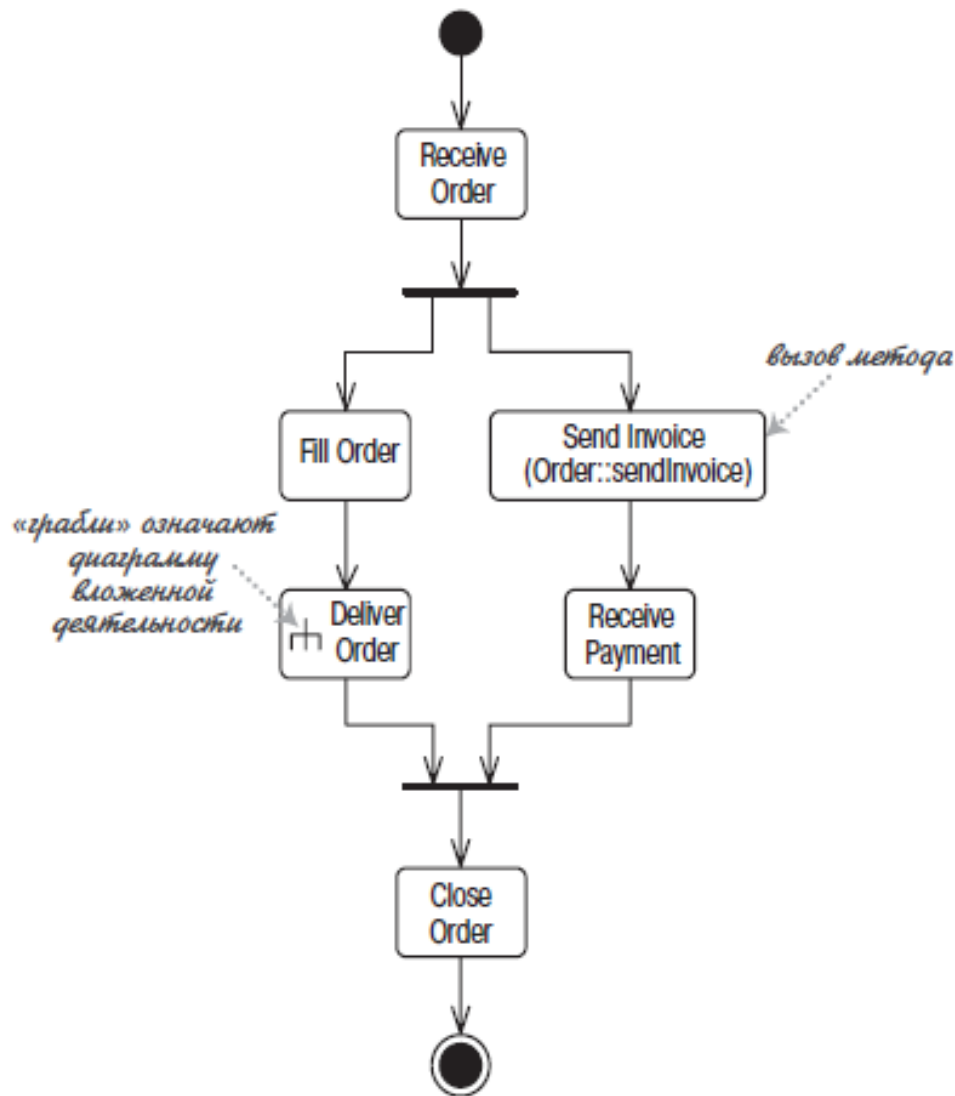 Receive
Order
вызов метода
Fill Order
Send Invoice
(Order::sendInvoice)
«грабли» означают
диаграмму
вложенной
деятельности
Deliver
Order
Receive
Payment
Close
Order